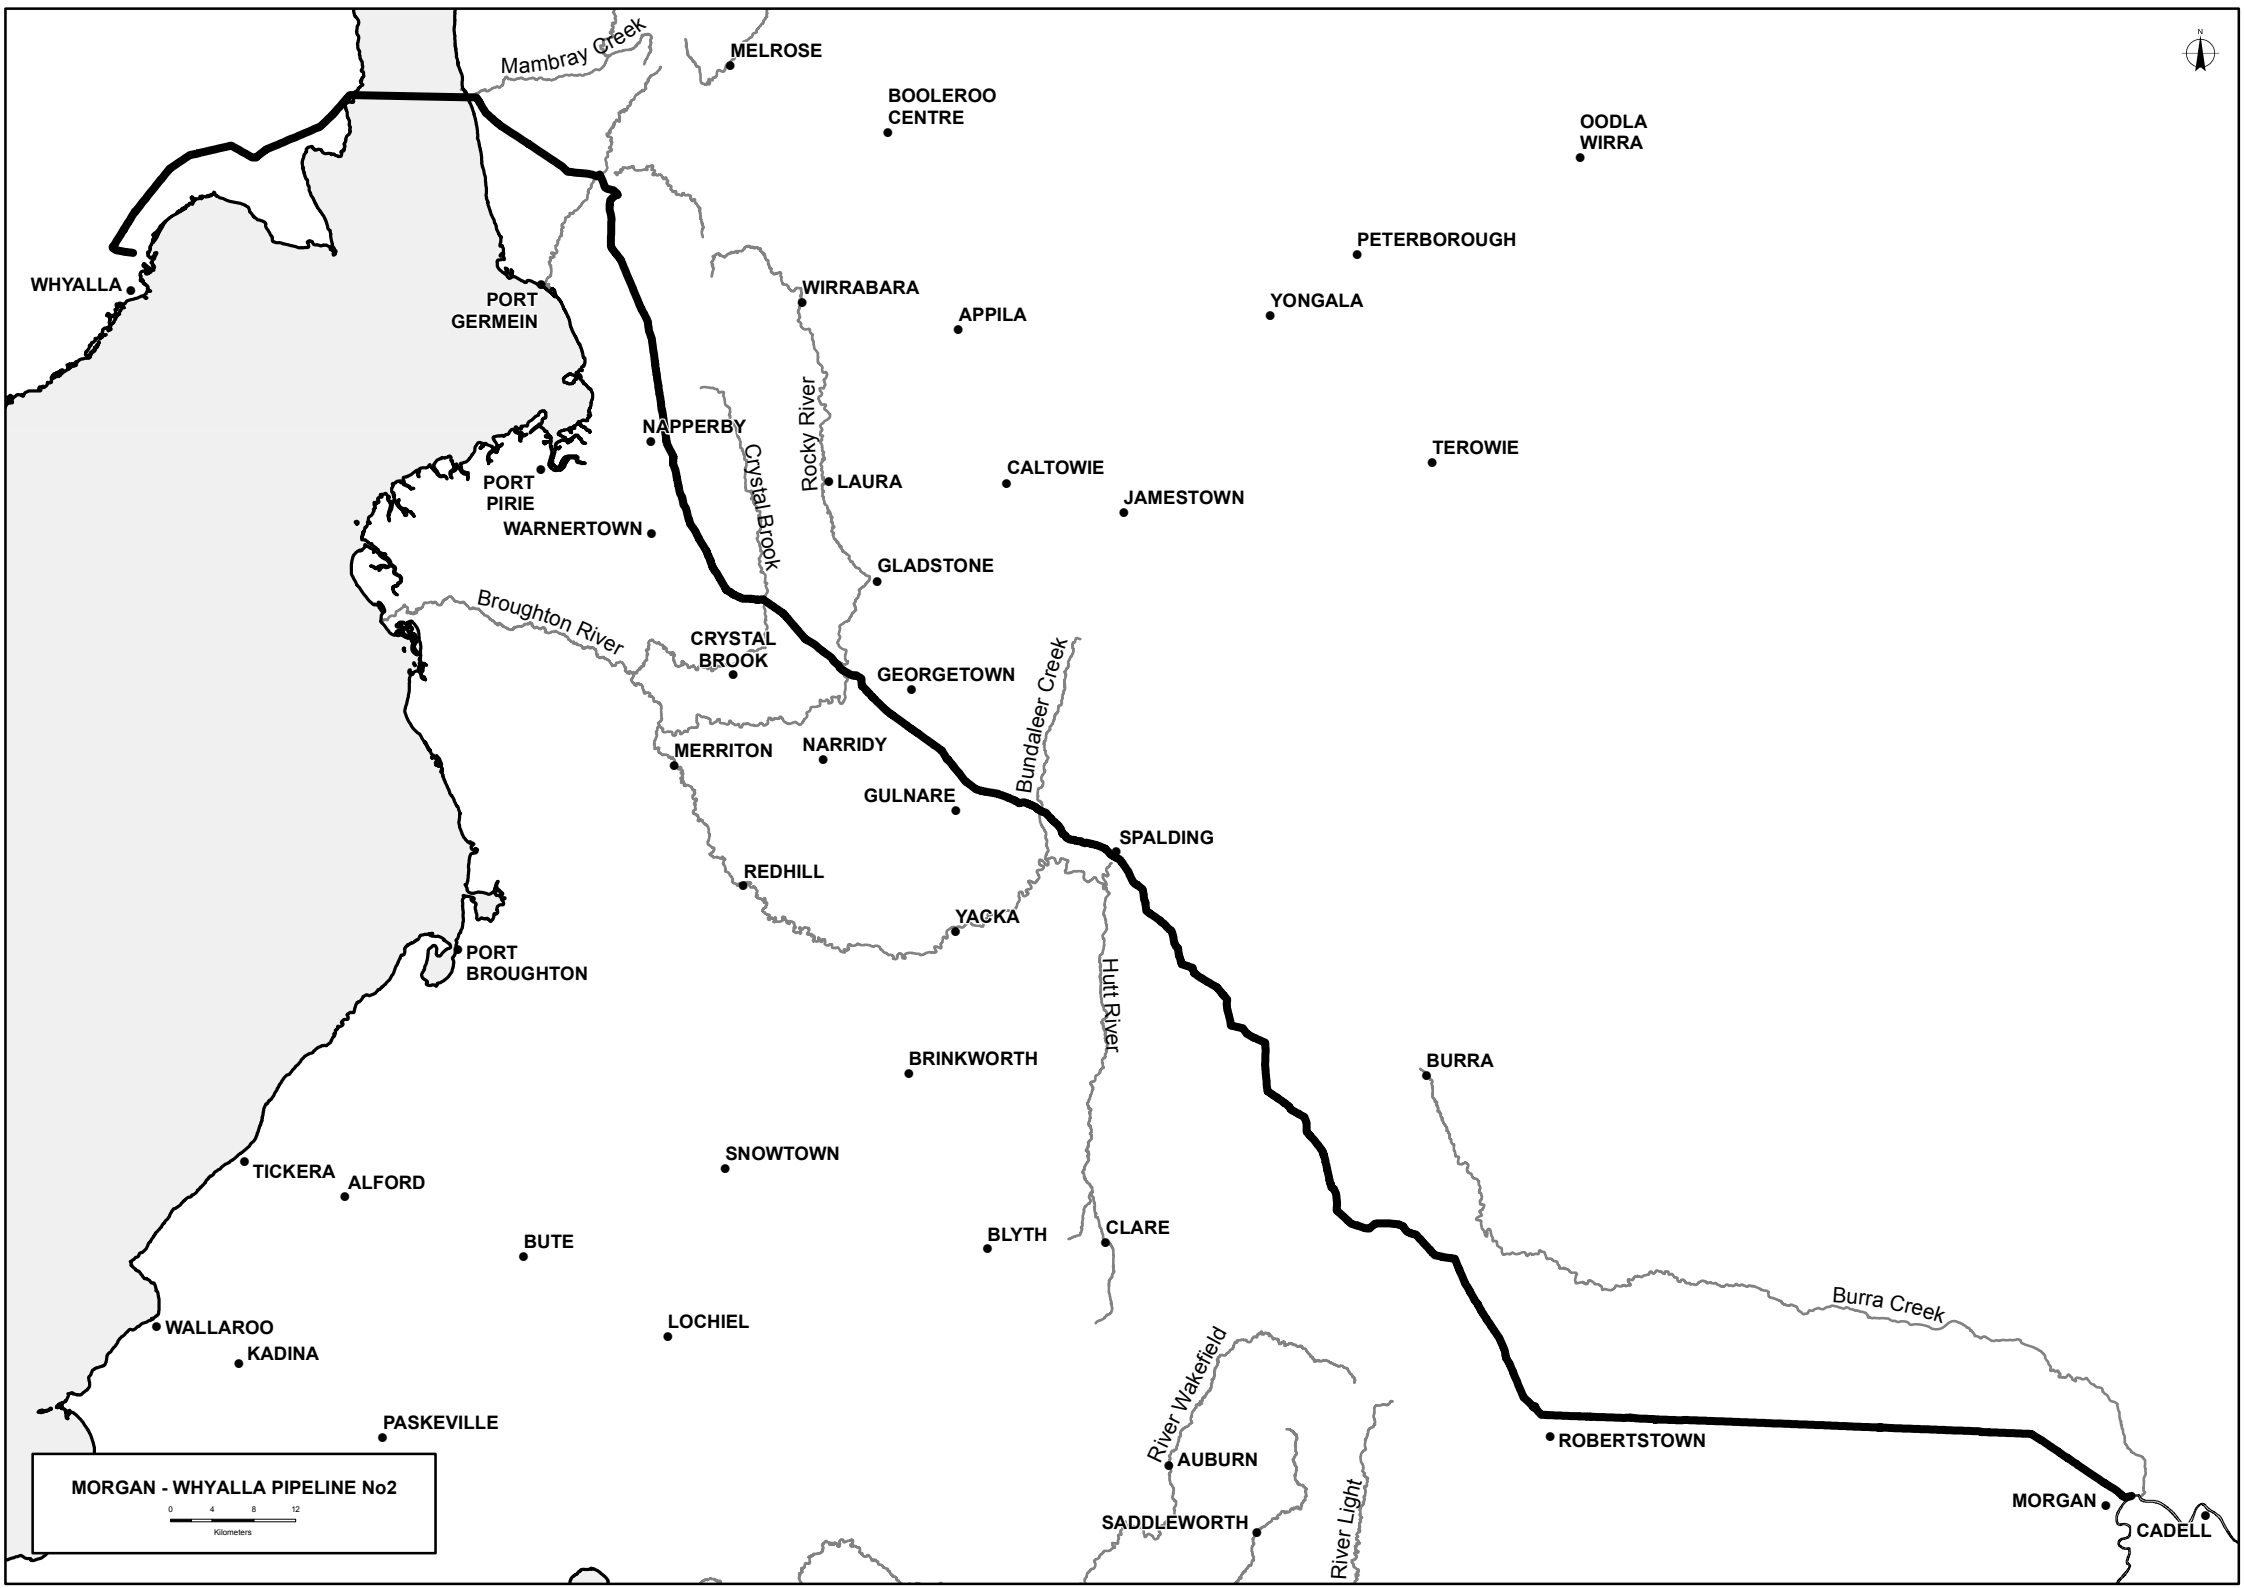 N
Mambray Creek
MELROSE
BOOLEROO
CENTRE
OODLA
WIRRA
PETERBOROUGH
WHYALLA
PORT
GERMEIN
WIRRABARA
APPILA
YONGALA
Rocky River
NAPPERBY
Crystal Brook
TEROWIE
PORT
PIRIE
LAURA
CALTOWIE
JAMESTOWN
WARNERTOWN
GLADSTONE
Broughton River
CRYSTAL
BROOK
GEORGETOWN
Bundaleer Creek
MERRITON
NARRIDY
GULNARE
SPALDING
REDHILL
YACKA
PORT
BROUGHTON
Hutt River
BRINKWORTH
BURRA
SNOWTOWN
TICKERA
ALFORD
BUTE
BLYTH
CLARE
Burra Creek
LOCHIEL
WALLAROO
KADINA
River Wakefield
PASKEVILLE
ROBERTSTOWN
AUBURN
River Light
SADDLEWORTH
MORGAN
CADELL
MORGAN - WHYALLA PIPELINE No2
0 4 8 12
Kilometers